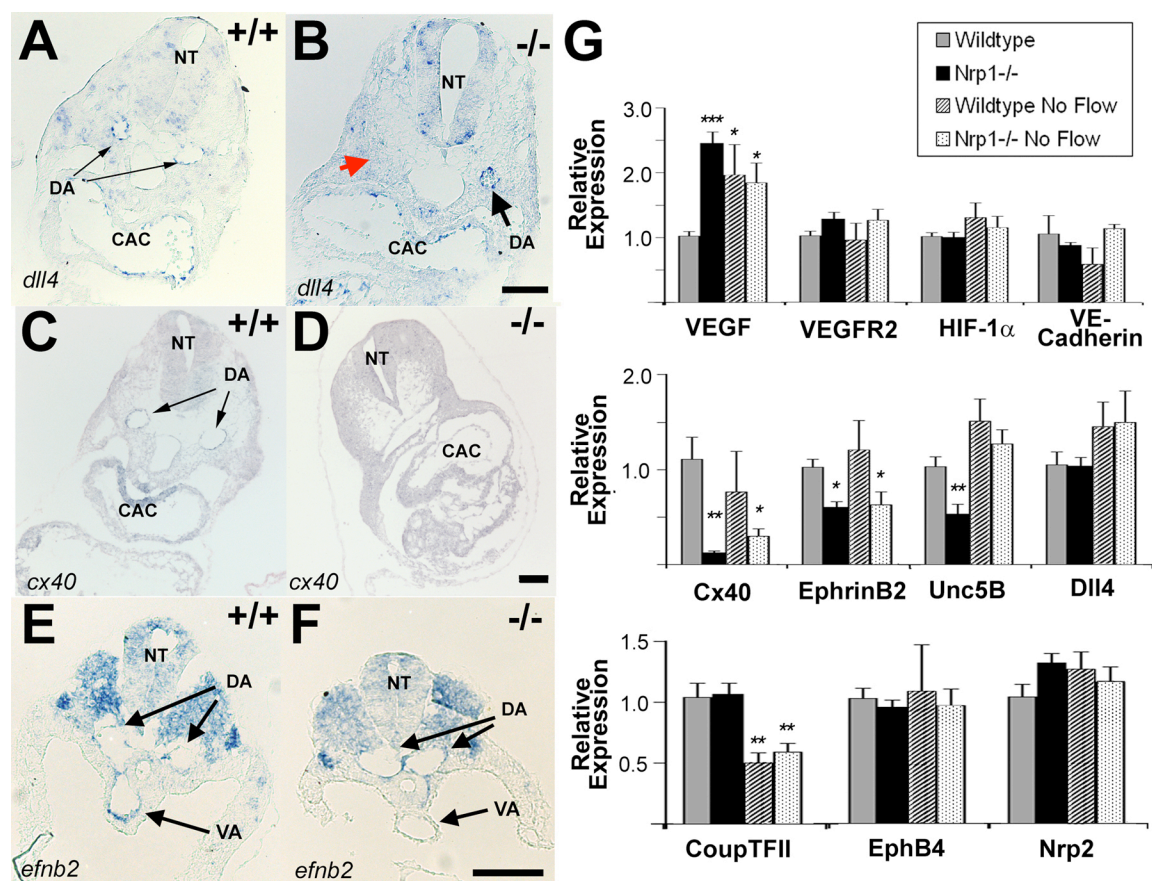 A
+/+
NT
DA
CAC
dll4
B
-/-
NT
DA
CAC
dll4
C
+/+
NT
DA
CAC
cx40
D
-/-
NT
CAC
cx40
E
+/+
NT
DA
VA
efnb2
F
-/-
NT
DA
VA
efnb2
G
Wildtype
Nrp1-/-
Wildtype No Flow
Nrp1-/- No Flow
Relative Expression
3.0
2.0
1.0
***
*
*
VEGF
VEGFR2
HIF-1α
VE-Cadherin
Relative Expression
2.0
1.0
**
*
*
*
**
Cx40
EphrinB2
Unc5B
Dll4
Relative Expression
1.5
1.0
0.5
**
**
CoupTFII
EphB4
Nrp2